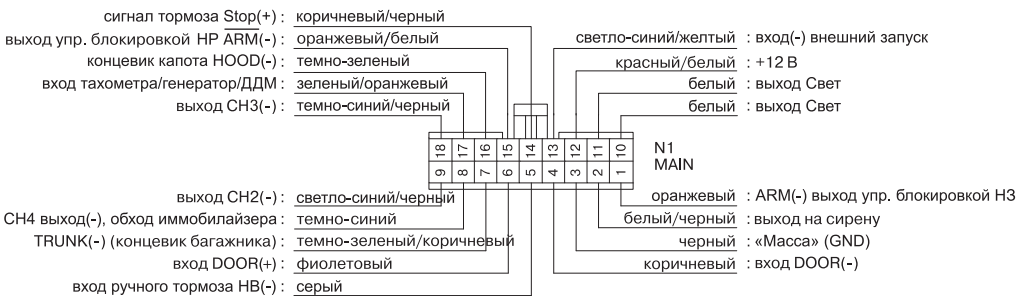 сигнал тормоза Stop(+) : коричневый/черный
выход упр. блокировкой НР ARM(-) : оранжевый/белый
концевик капота HOOD(-) : темно-зеленый
вход тахометра/генератор/ДДМ : зеленый/оранжевый
выход CH3(-) : темно-синий/черный
светло-синий/желтый : вход(-) внешний запуск
красный/белый : +12 В
белый : выход Свет
белый : выход Свет
18 17 16 15 14 13 12 11 10
9 8 7 6 5 4 3 2 1
N1
MAIN
выход CH2(-) : светло-синий/черный
CH4 выход(-), обход иммобилайзера : темно-синий
TRUNK(-) (концевик багажника) : темно-зеленый/коричневый
вход DOOR(+) : фиолетовый
вход ручного тормоза HB(-) : серый
оранжевый : ARM(-) выход упр. блокировкой НЗ
белый/черный : выход на сирену
черный : «Масса» (GND)
коричневый : вход DOOR(-)